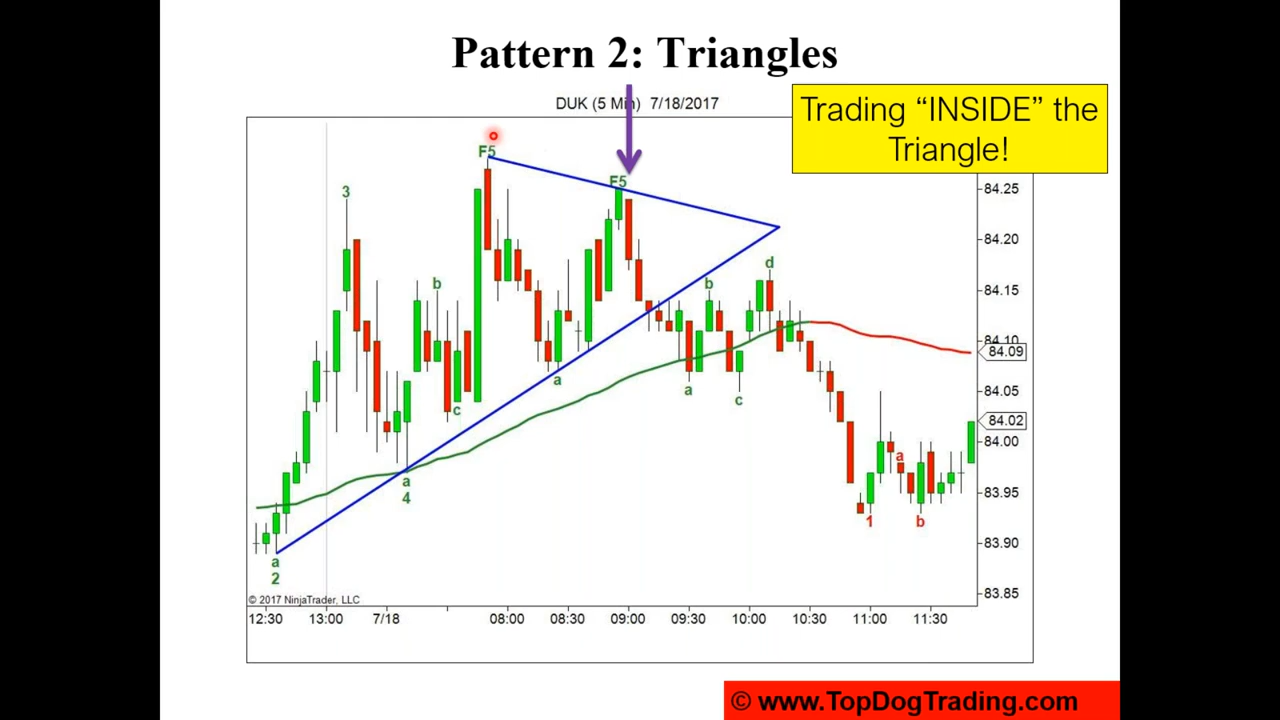 Pattern 2: Triangles
DUK (5 Min) 7/18/2017
Trading “INSIDE” the
Triangle!
F5
F5
3
b
c
a
4
a
2
a
b
d
a
c
1
a
b
84.25
84.20
84.15
84.10
84.09
84.05
84.02
84.00
83.95
83.90
83.85
© 2017 NinjaTrader, LLC
12:30 13:00 7/18 08:00 08:30 09:00 09:30 10:00 10:30 11:00 11:30
© www.TopDogTrading.com